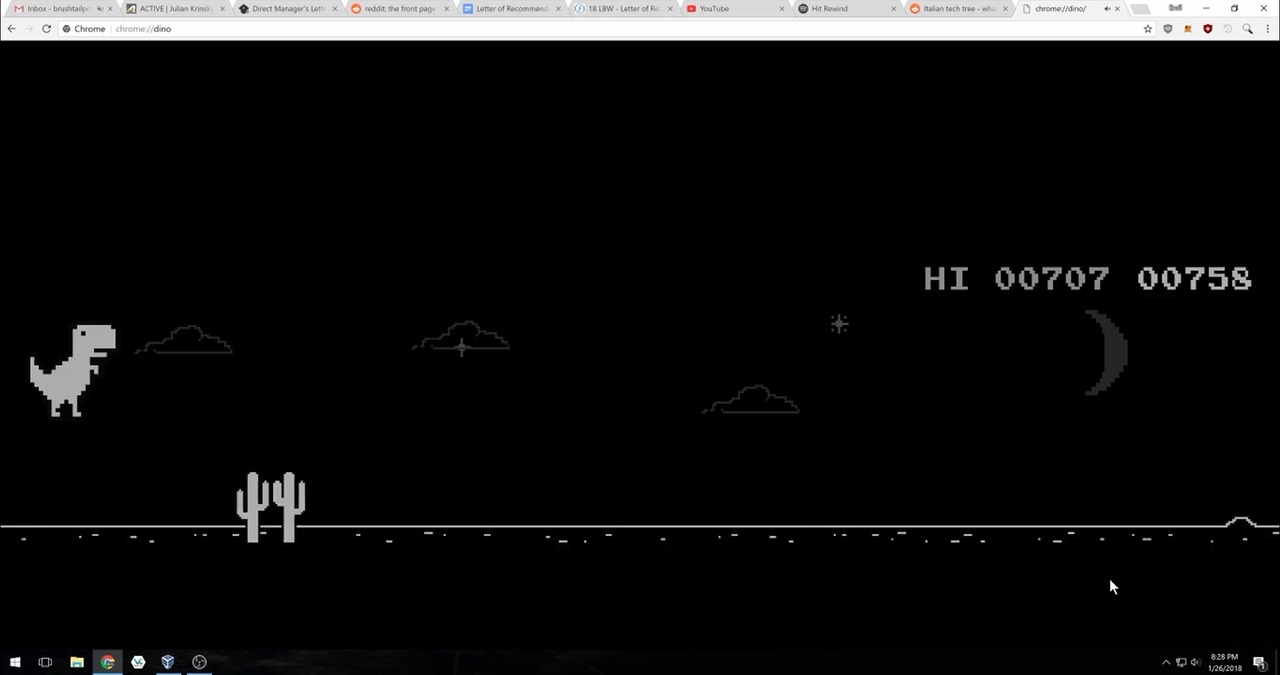 Inbox - brushtailpo
ACTIVE | Julian Krinsky
Direct Manager's Lette
reddit: the front page
Letter of Recommend
18 LBW - Letter of Re
YouTube
Hit Rewind
Italian tech tree - wha
chrome://dino/
Chrome chrome://dino
HI 00707 00758
8:28 PM
1/26/2018